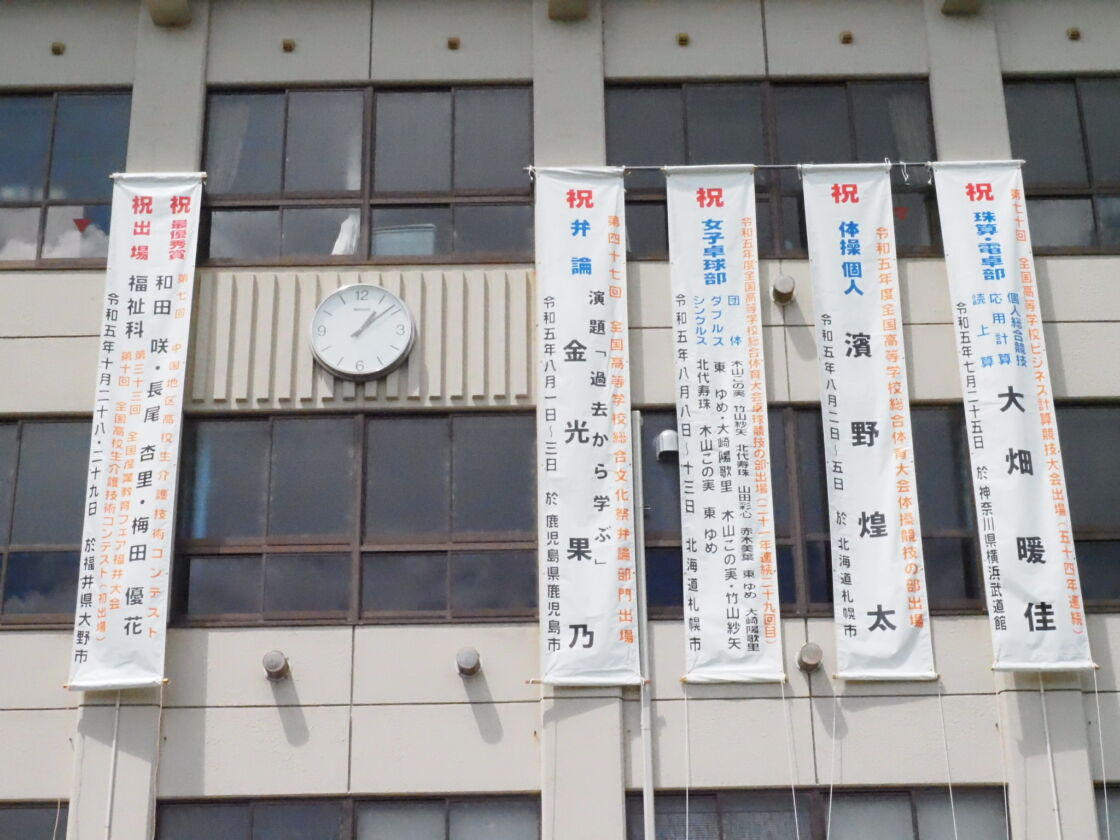 祝
第七十回 全国高等学校ビジネス計算競技大会出場(五十四年連続)
珠算・電卓部
個人総合競技
応用計算
読上算
大畑暖佳
令和五年七月二十五日 於神奈川県横浜武道館
祝
令和五年度全国高等学校総合体育大会体操競技の部出場
体操個人
濱野煌太
令和五年八月二日～五日 於北海道札幌市
祝
令和五年度全国高等学校総合体育大会卓球競技の部出場(二十一年連続二十九回目)
女子卓球部
団体 木山この実 竹山紗矢 北代寿珠 山田彩心 赤木美葉 東ゆめ 大崎陽歌里
ダブルス 東ゆめ・大崎陽歌里 木山この実・竹山紗矢
シングルス 北代寿珠 木山この実 東ゆめ
令和五年八月八日～十三日 北海道札幌市
祝
第四十七回 全国高等学校総合文化祭弁論部門出場
弁論
演題「過去から学ぶ」
金光果乃
令和五年八月一日～三日 於鹿児島県鹿児島市
祝 最優秀賞
第七回 中国地区高校生介護技術コンテスト
和田咲・長尾杏里・梅田優花
祝出場
第三十三回 全国産業教育フェア福井大会
第十回 全国高校生介護技術コンテスト(初出場)
福祉科
令和五年十月二十八・二十九日 於福井県大野市
12
1
2
3
4
5
6
7
8
9
10
11